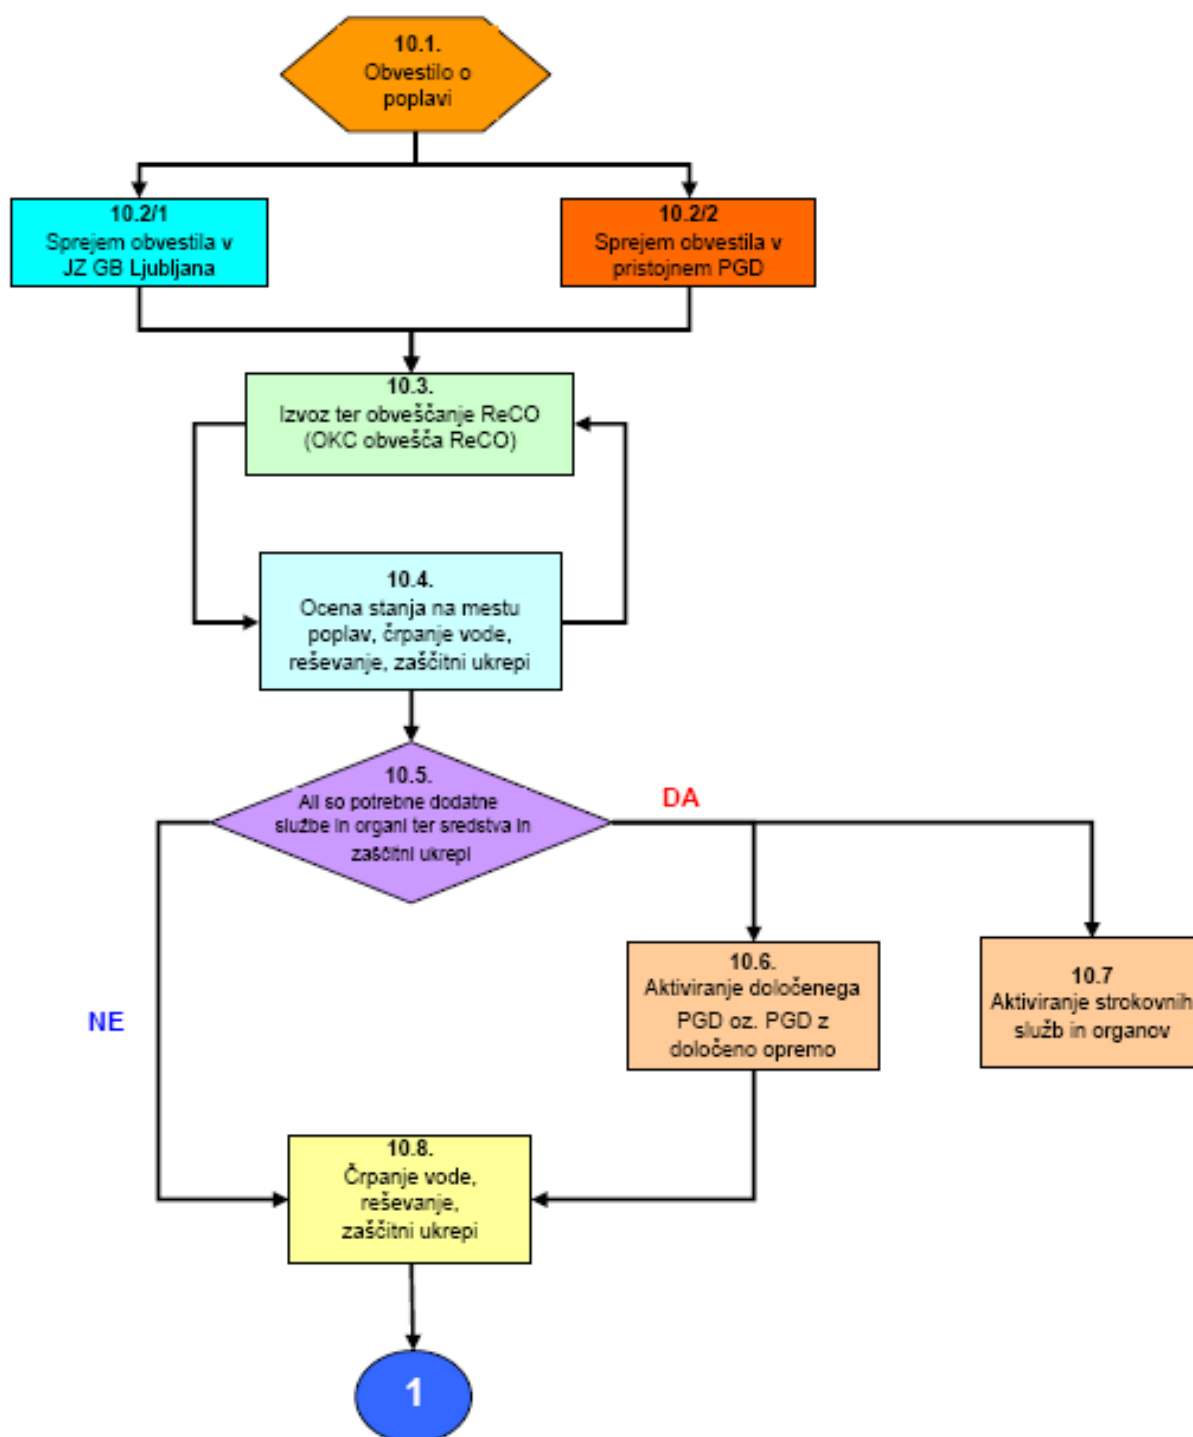 10.1.
Obvestilo o
poplavi
10.2/1
Sprejem obvestila v
JZ GB Ljubljana
10.2/2
Sprejem obvestila v
pristojnem PGD
10.3.
Izvoz ter obveščanje ReCO
(OKC obvešča ReCO)
10.4.
Ocena stanja na mestu
poplav, črpanje vode,
reševanje, zaščitni ukrepi
10.5.
Ali so potrebne dodatne
službe in organi ter sredstva in
zaščitni ukrepi
DA
NE
10.6.
Aktiviranje določenega
PGD oz. PGD z
določeno opremo
10.7
Aktiviranje strokovnih
služb in organov
10.8.
Črpanje vode,
reševanje,
zaščitni ukrepi
1